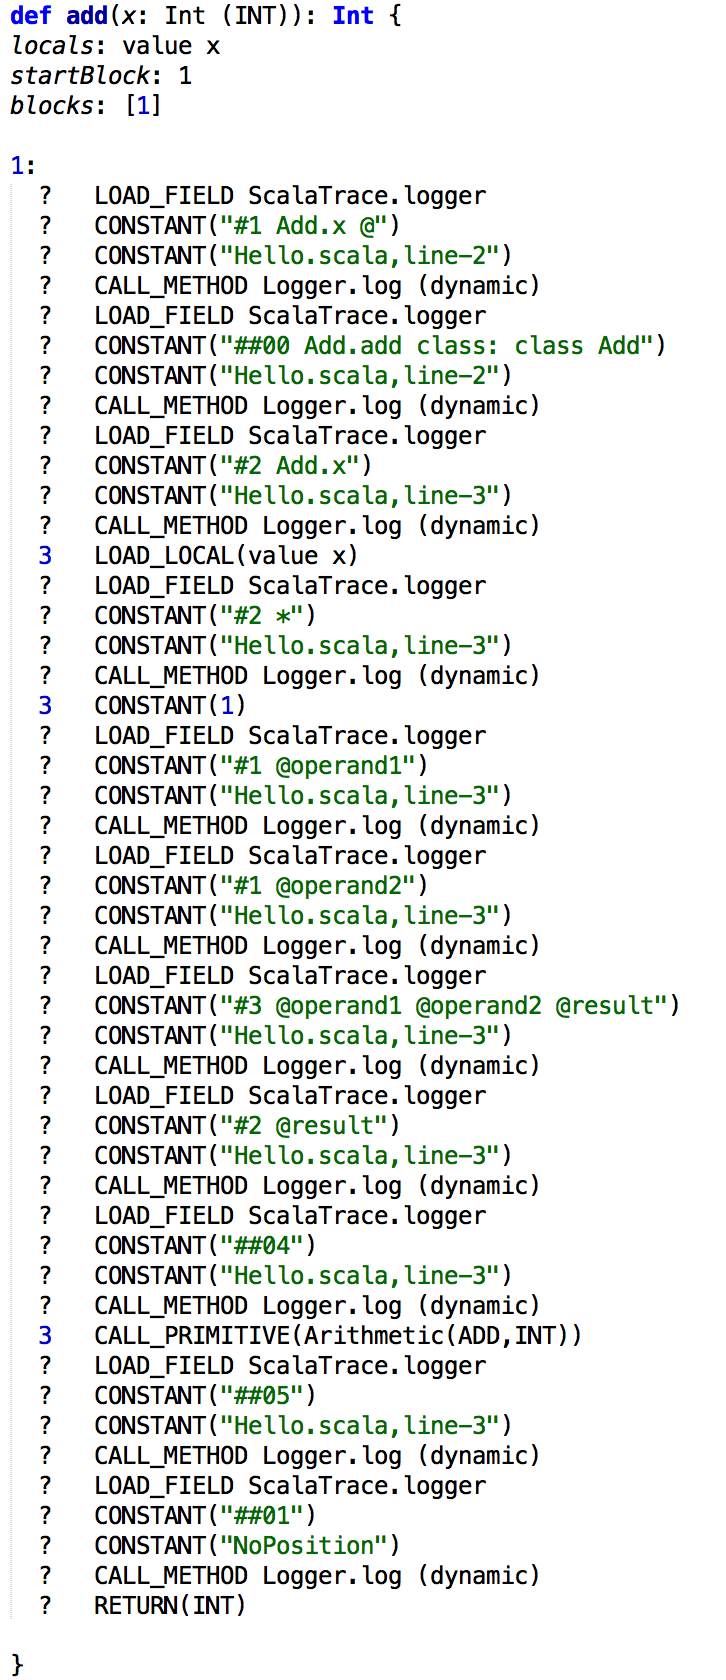 def add(x: Int (INT)): Int {
locals: value x
startBlock: 1
blocks: [1]

1:
  ?   LOAD_FIELD ScalaTrace.logger
  ?   CONSTANT("#1 Add.x @")
  ?   CONSTANT("Hello.scala,line-2")
  ?   CALL_METHOD Logger.log (dynamic)
  ?   LOAD_FIELD ScalaTrace.logger
  ?   CONSTANT("##00 Add.add class: class Add")
  ?   CONSTANT("Hello.scala,line-2")
  ?   CALL_METHOD Logger.log (dynamic)
  ?   LOAD_FIELD ScalaTrace.logger
  ?   CONSTANT("#2 Add.x")
  ?   CONSTANT("Hello.scala,line-3")
  ?   CALL_METHOD Logger.log (dynamic)
  3   LOAD_LOCAL(value x)
  ?   LOAD_FIELD ScalaTrace.logger
  ?   CONSTANT("#2 *")
  ?   CONSTANT("Hello.scala,line-3")
  ?   CALL_METHOD Logger.log (dynamic)
  3   CONSTANT(1)
  ?   LOAD_FIELD ScalaTrace.logger
  ?   CONSTANT("#1 @operand1")
  ?   CONSTANT("Hello.scala,line-3")
  ?   CALL_METHOD Logger.log (dynamic)
  ?   LOAD_FIELD ScalaTrace.logger
  ?   CONSTANT("#1 @operand2")
  ?   CONSTANT("Hello.scala,line-3")
  ?   CALL_METHOD Logger.log (dynamic)
  ?   LOAD_FIELD ScalaTrace.logger
  ?   CONSTANT("#3 @operand1 @operand2 @result")
  ?   CONSTANT("Hello.scala,line-3")
  ?   CALL_METHOD Logger.log (dynamic)
  ?   LOAD_FIELD ScalaTrace.logger
  ?   CONSTANT("#2 @result")
  ?   CONSTANT("Hello.scala,line-3")
  ?   CALL_METHOD Logger.log (dynamic)
  ?   LOAD_FIELD ScalaTrace.logger
  ?   CONSTANT("##04")
  ?   CONSTANT("Hello.scala,line-3")
  ?   CALL_METHOD Logger.log (dynamic)
  3   CALL_PRIMITIVE(Arithmetic(ADD,INT))
  ?   LOAD_FIELD ScalaTrace.logger
  ?   CONSTANT("##05")
  ?   CONSTANT("Hello.scala,line-3")
  ?   CALL_METHOD Logger.log (dynamic)
  ?   LOAD_FIELD ScalaTrace.logger
  ?   CONSTANT("##01")
  ?   CONSTANT("NoPosition")
  ?   CALL_METHOD Logger.log (dynamic)
  ?   RETURN(INT)

}